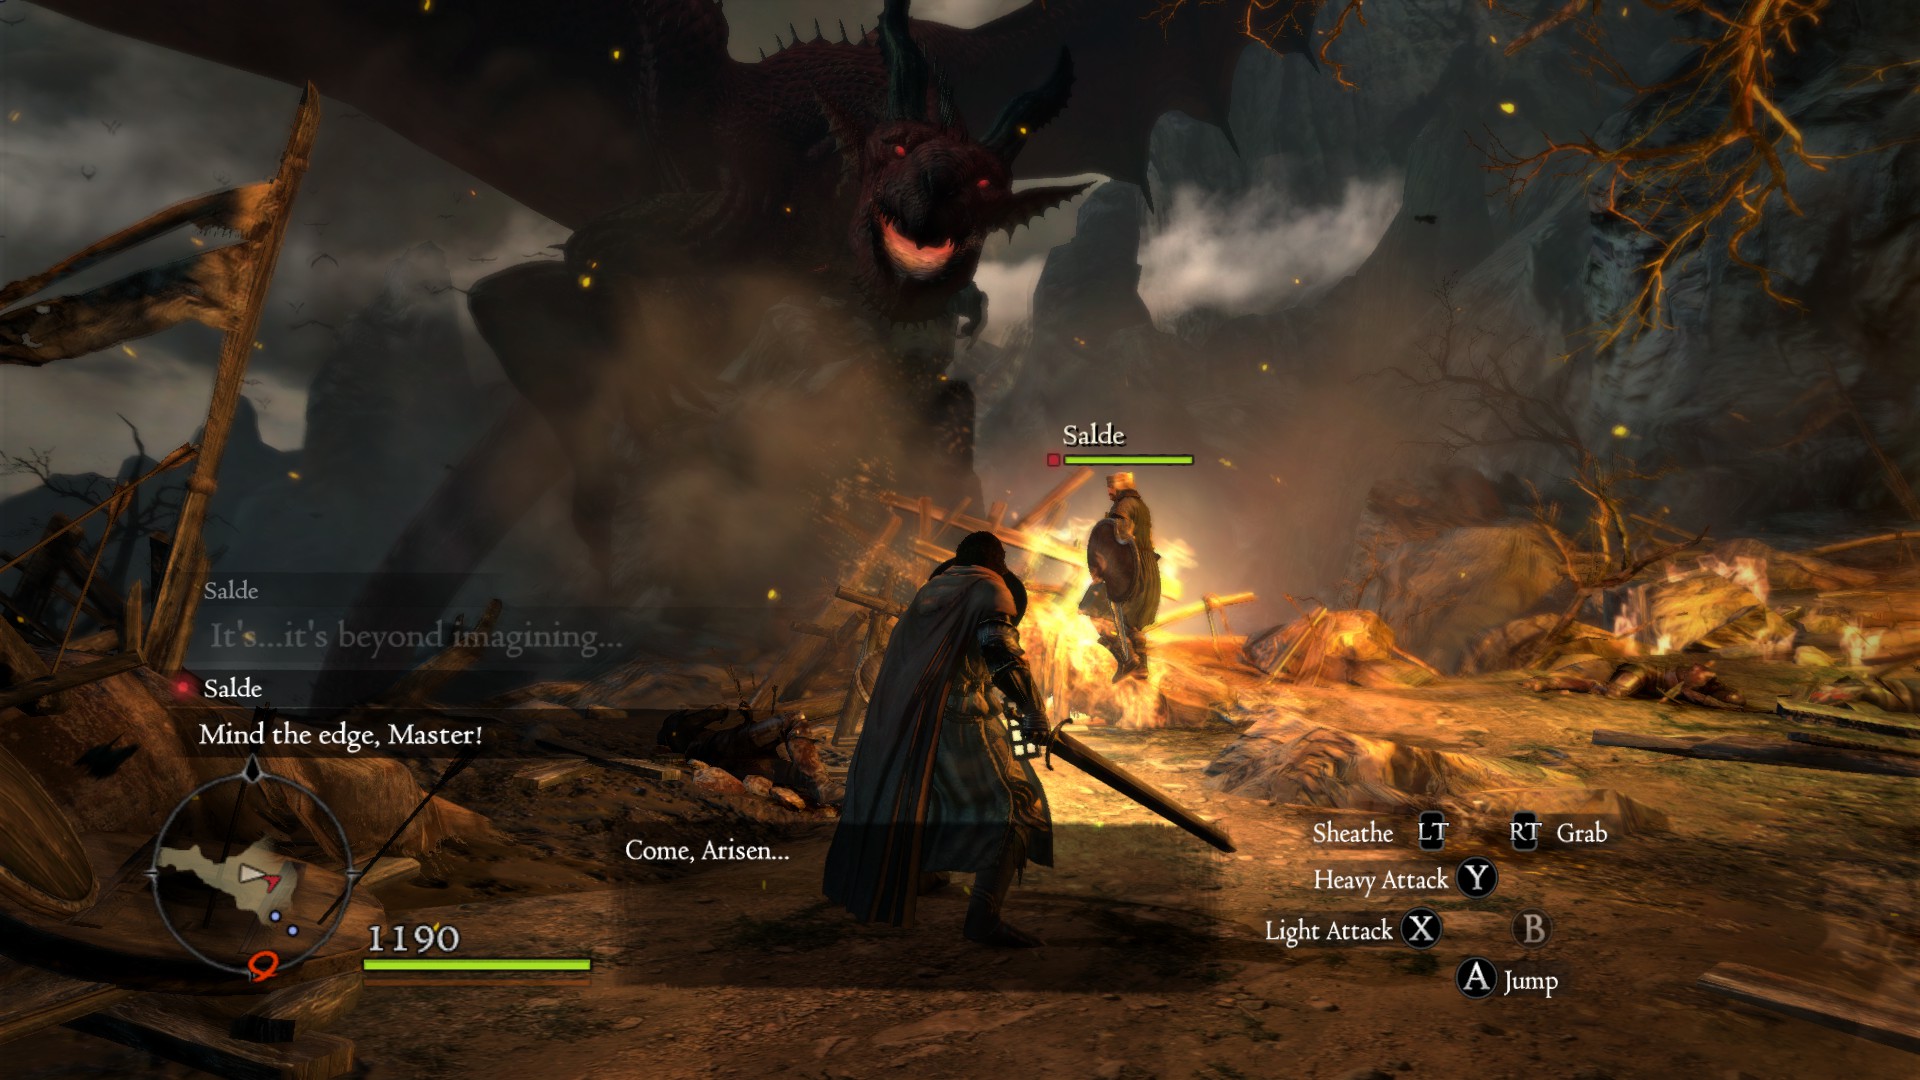 Salde
Salde
It's...it's beyond imagining...
Salde
Mind the edge, Master!
Come, Arisen...
1190
Sheathe LT RT Grab
Heavy Attack Y
Light Attack X B
A Jump